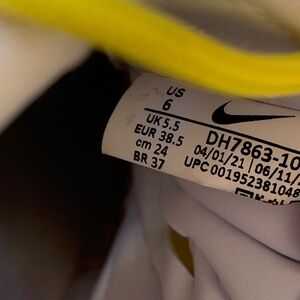 US
6
UK 5.5
EUR 38.5
cm 24
BR 37
DH7863-10
04/01/21 06/11/
UPC 001952381048